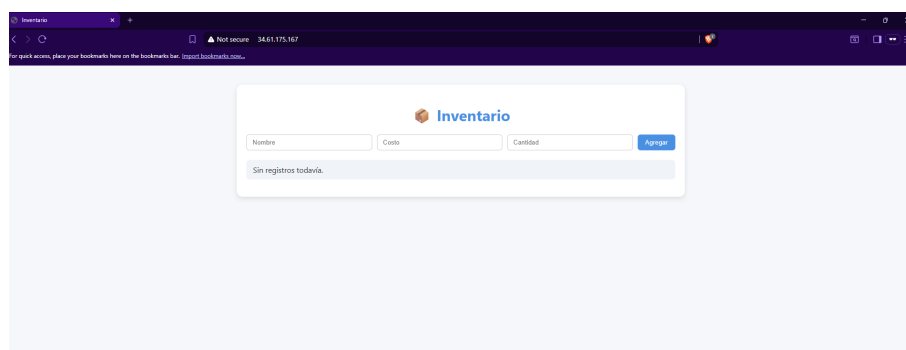 Inventario
Not secure 34.61.175.167
For quick access, place your bookmarks here on the bookmarks bar. Import bookmarks now...
Inventario
Nombre Costo Cantidad Agregar
Sin registros todavía.